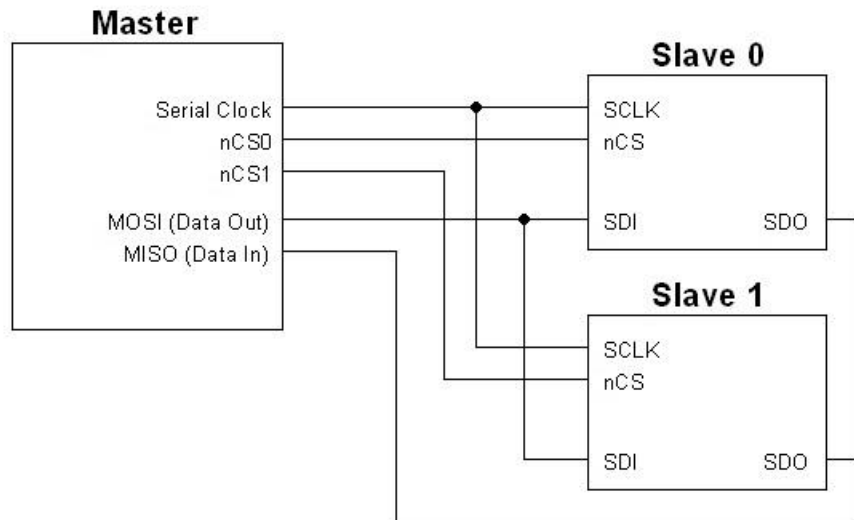 Master
Serial Clock
nCS0
nCS1
MOSI (Data Out)
MISO (Data In)
Slave 0
SCLK
nCS
SDI SDO
Slave 1
SCLK
nCS
SDI SDO